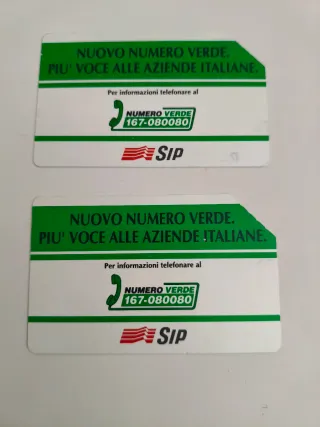 NUOVO NUMERO VERDE.
PIU' VOCE ALLE AZIENDE ITALIANE.
Per informazioni telefonare al
NUMERO VERDE
167-080080
SIP
NUOVO NUMERO VERDE.
PIU' VOCE ALLE AZIENDE ITALIANE.
Per informazioni telefonare al
NUMERO VERDE
167-080080
SIP